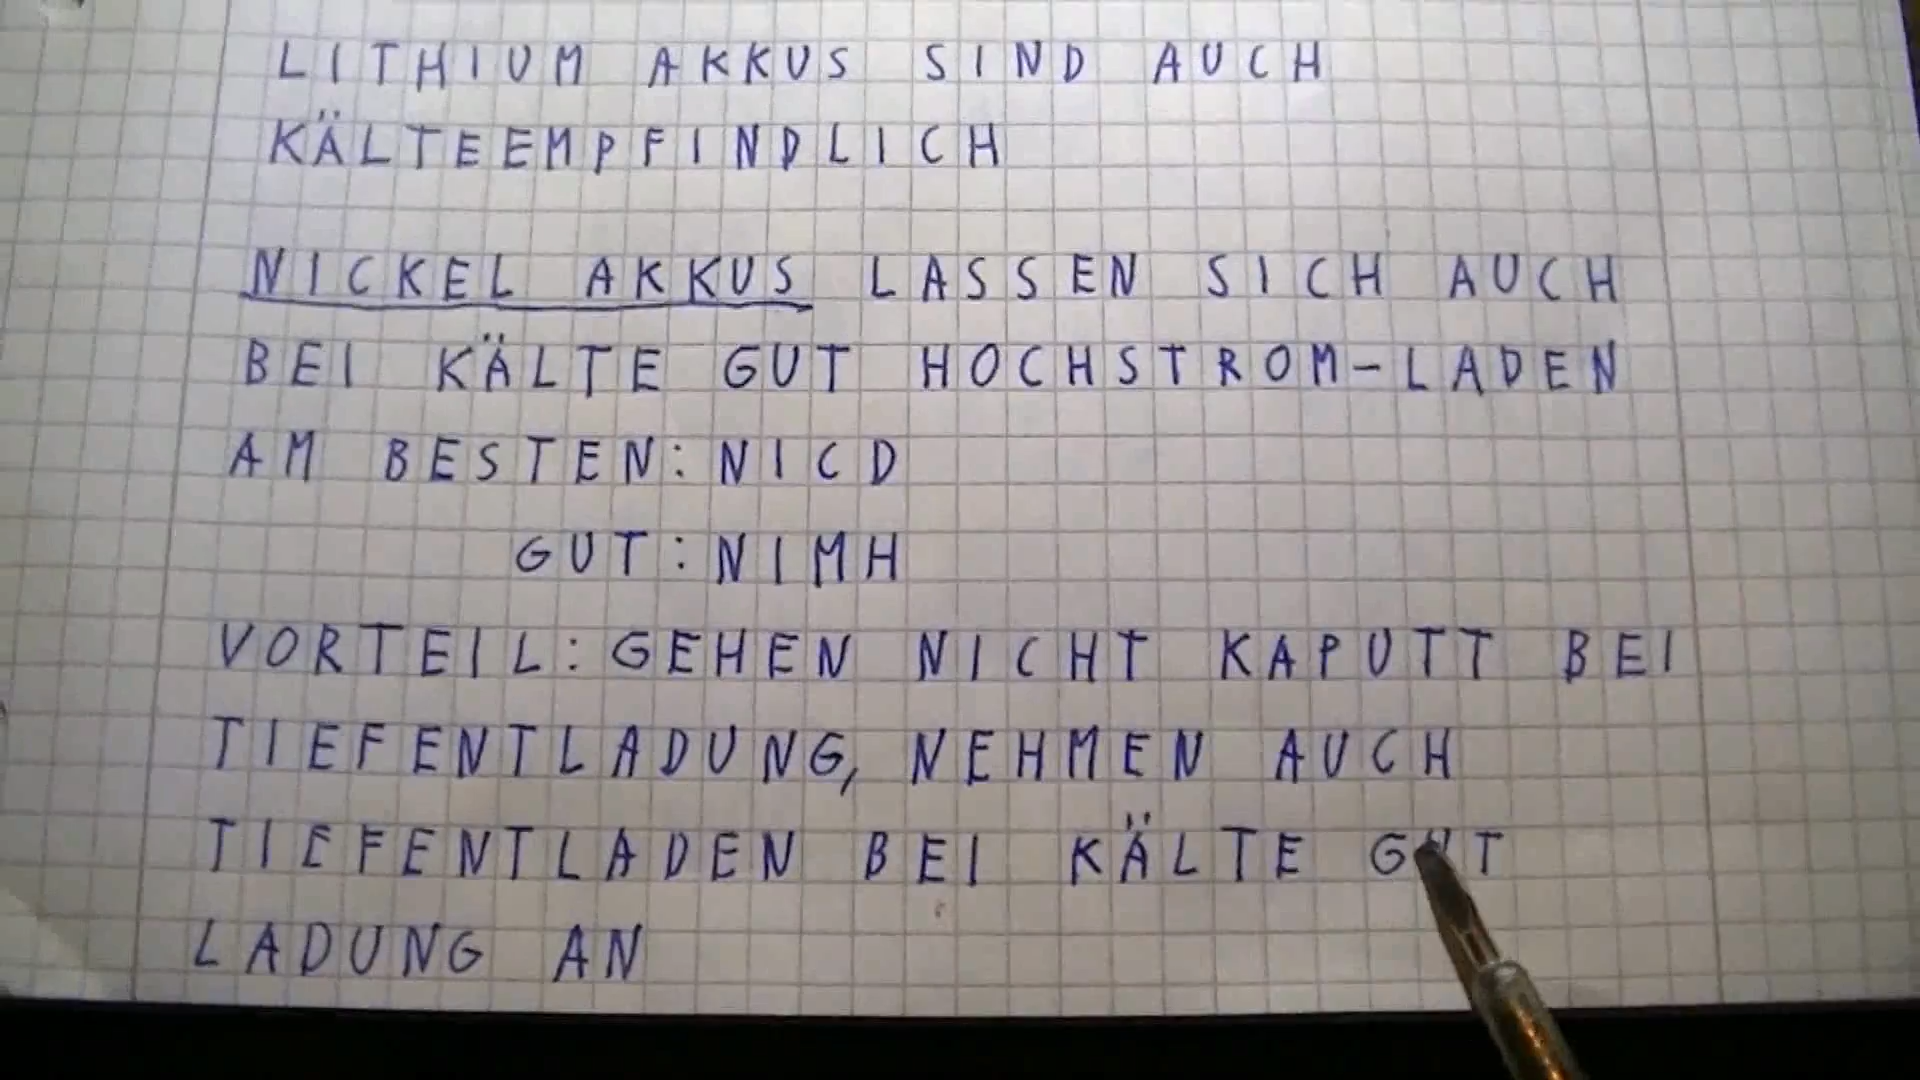 LITHIUM AKKUS SIND AUCH
KÄLTEEMPFINDLICH
NICKEL AKKUS LASSEN SICH AUCH
BEI KÄLTE GUT HOCHSTROM-LADEN
AM BESTEN: NICD
GUT: NIMH
VORTEIL: GEHEN NICHT KAPUTT BEI
TIEFENTLADUNG, NEHMEN AUCH
TIEFENTLADEN BEI KÄLTE GUT
LADUNG AN